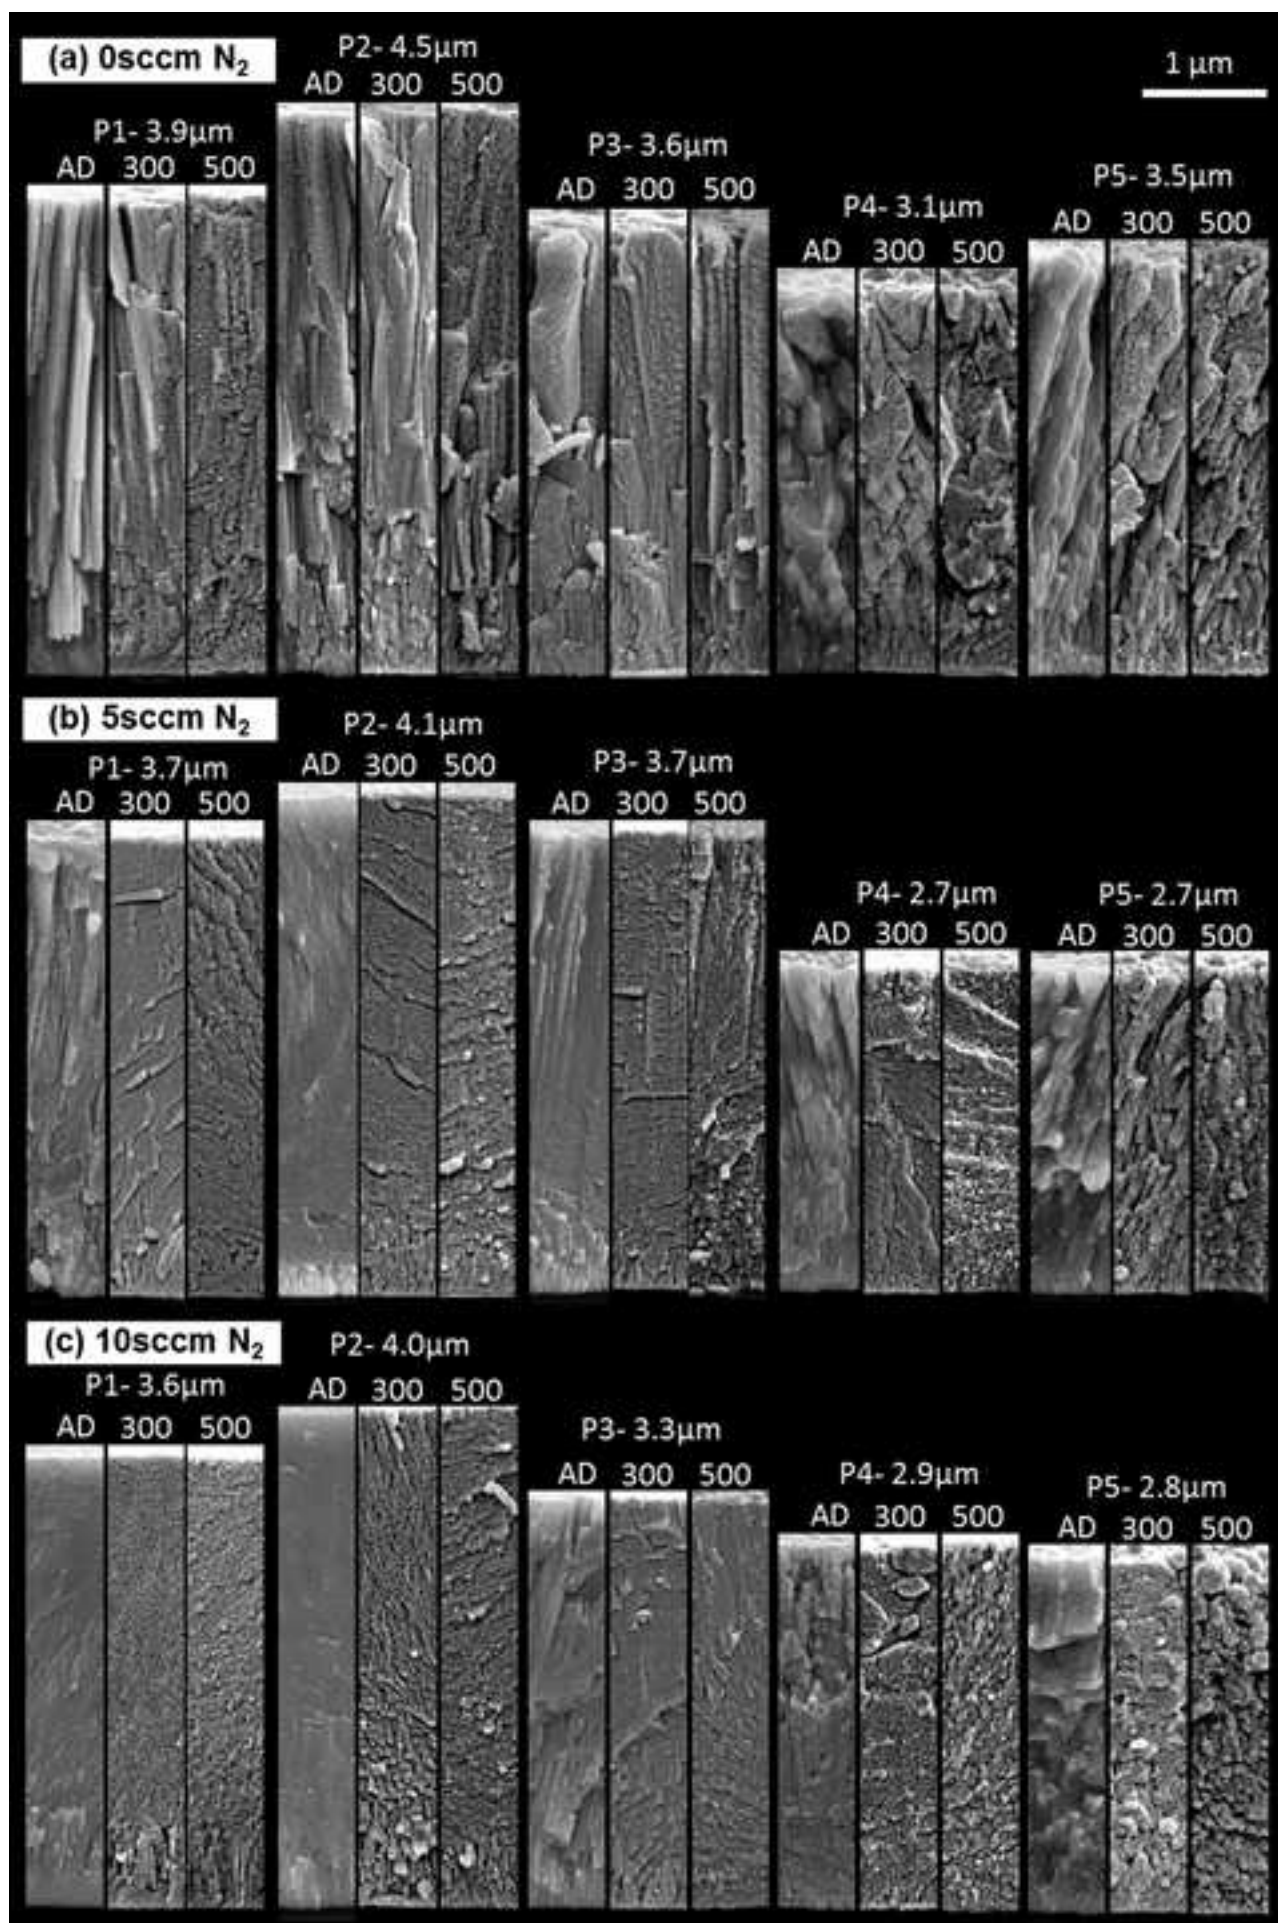 (a) 0sccm N₂
P2- 4.5µm
AD 300 500
1 µm
P1- 3.9µm
AD 300 500
P3- 3.6µm
AD 300 500
P4- 3.1µm
AD 300 500
P5- 3.5µm
AD 300 500
(b) 5sccm N₂
P2- 4.1µm
AD 300 500
P1- 3.7µm
AD 300 500
P3- 3.7µm
AD 300 500
P4- 2.7µm
AD 300 500
P5- 2.7µm
AD 300 500
(c) 10sccm N₂
P2- 4.0µm
AD 300 500
P1- 3.6µm
AD 300 500
P3- 3.3µm
AD 300 500
P4- 2.9µm
AD 300 500
P5- 2.8µm
AD 300 500